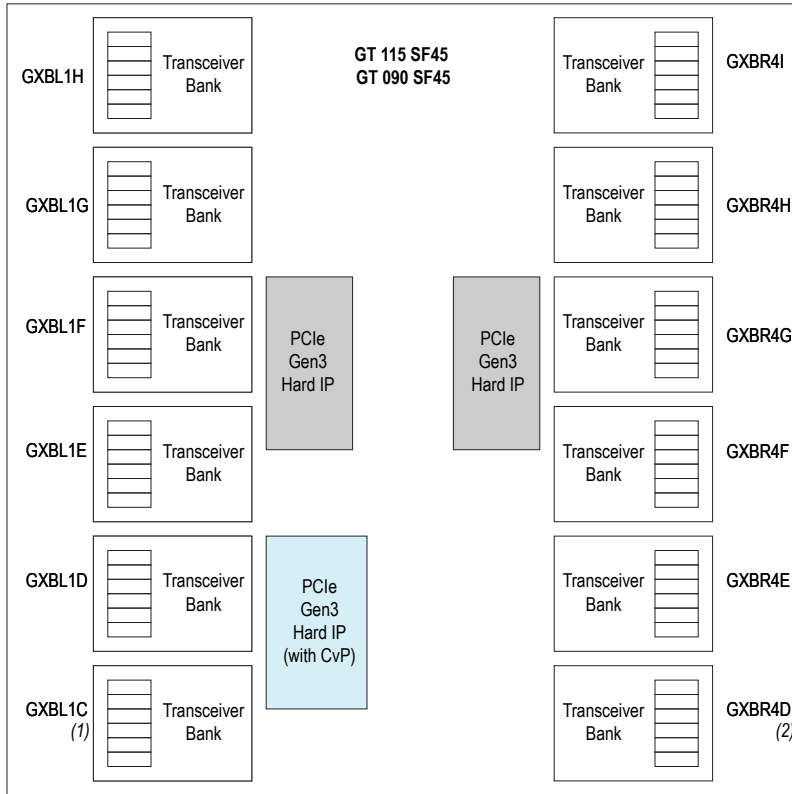 GT 115 SF45
GT 090 SF45
GXBL1H
Transceiver
Bank
Transceiver
Bank
GXBR4I
GXBL1G
Transceiver
Bank
Transceiver
Bank
GXBR4H
GXBL1F
Transceiver
Bank
PCIe
Gen3
Hard IP
PCIe
Gen3
Hard IP
Transceiver
Bank
GXBR4G
GXBL1E
Transceiver
Bank
Transceiver
Bank
GXBR4F
GXBL1D
Transceiver
Bank
PCIe
Gen3
Hard IP
(with CvP)
Transceiver
Bank
GXBR4E
GXBL1C
(1)
Transceiver
Bank
Transceiver
Bank
GXBR4D
(2)